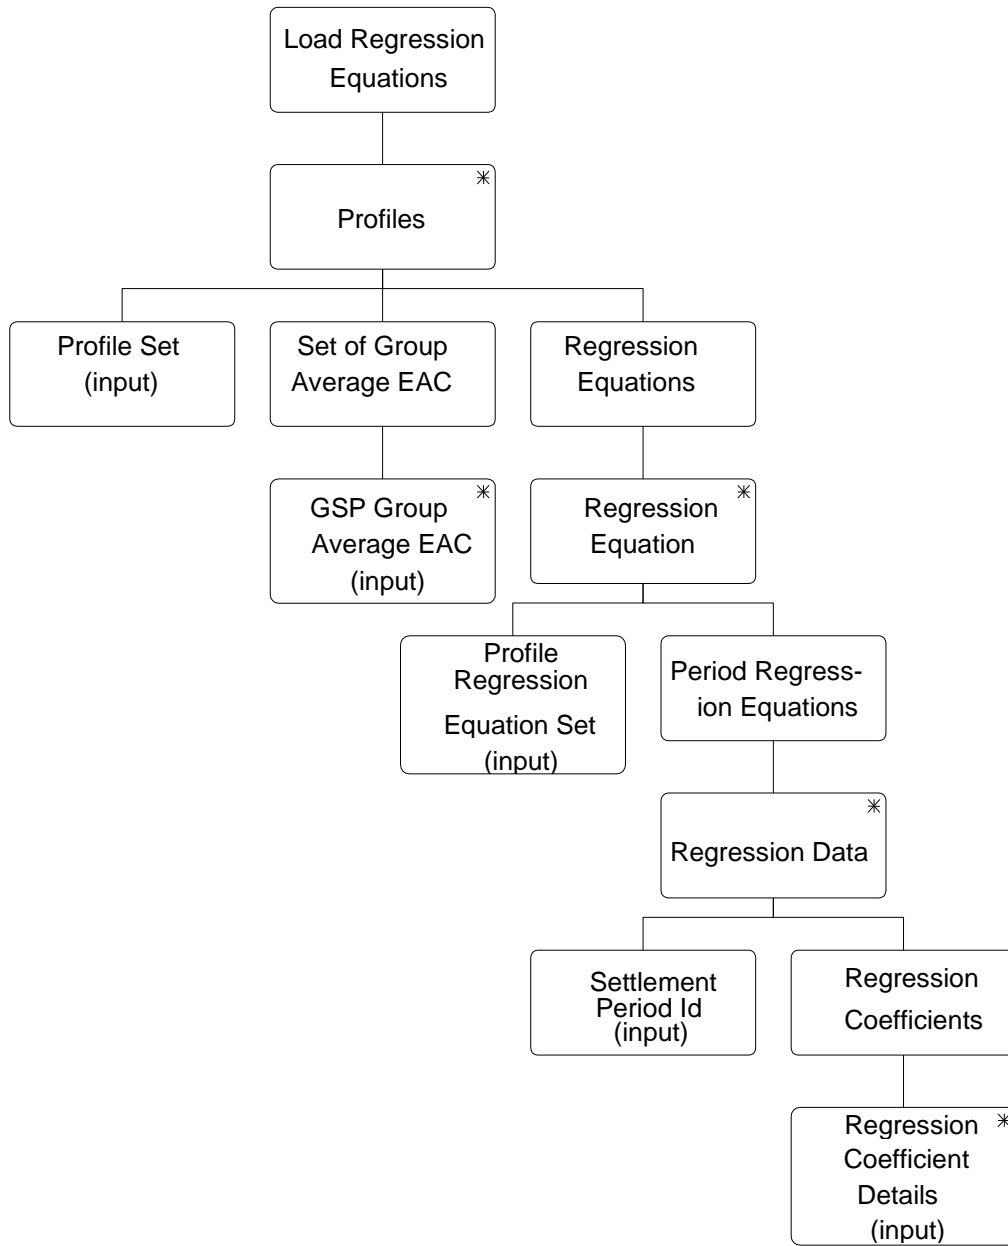 Load Regression
Equations
Profiles
Profile Set
(input)
Set of Group
Average EAC
Regression
Equations
GSP Group
Average EAC
(input)
Regression
Equation
Profile
Regression
Equation Set
(input)
Period Regress-
ion Equations
Regression Data
Settlement
Period Id
(input)
Regression
Coefficients
Regression
Coefficient
Details
(input)